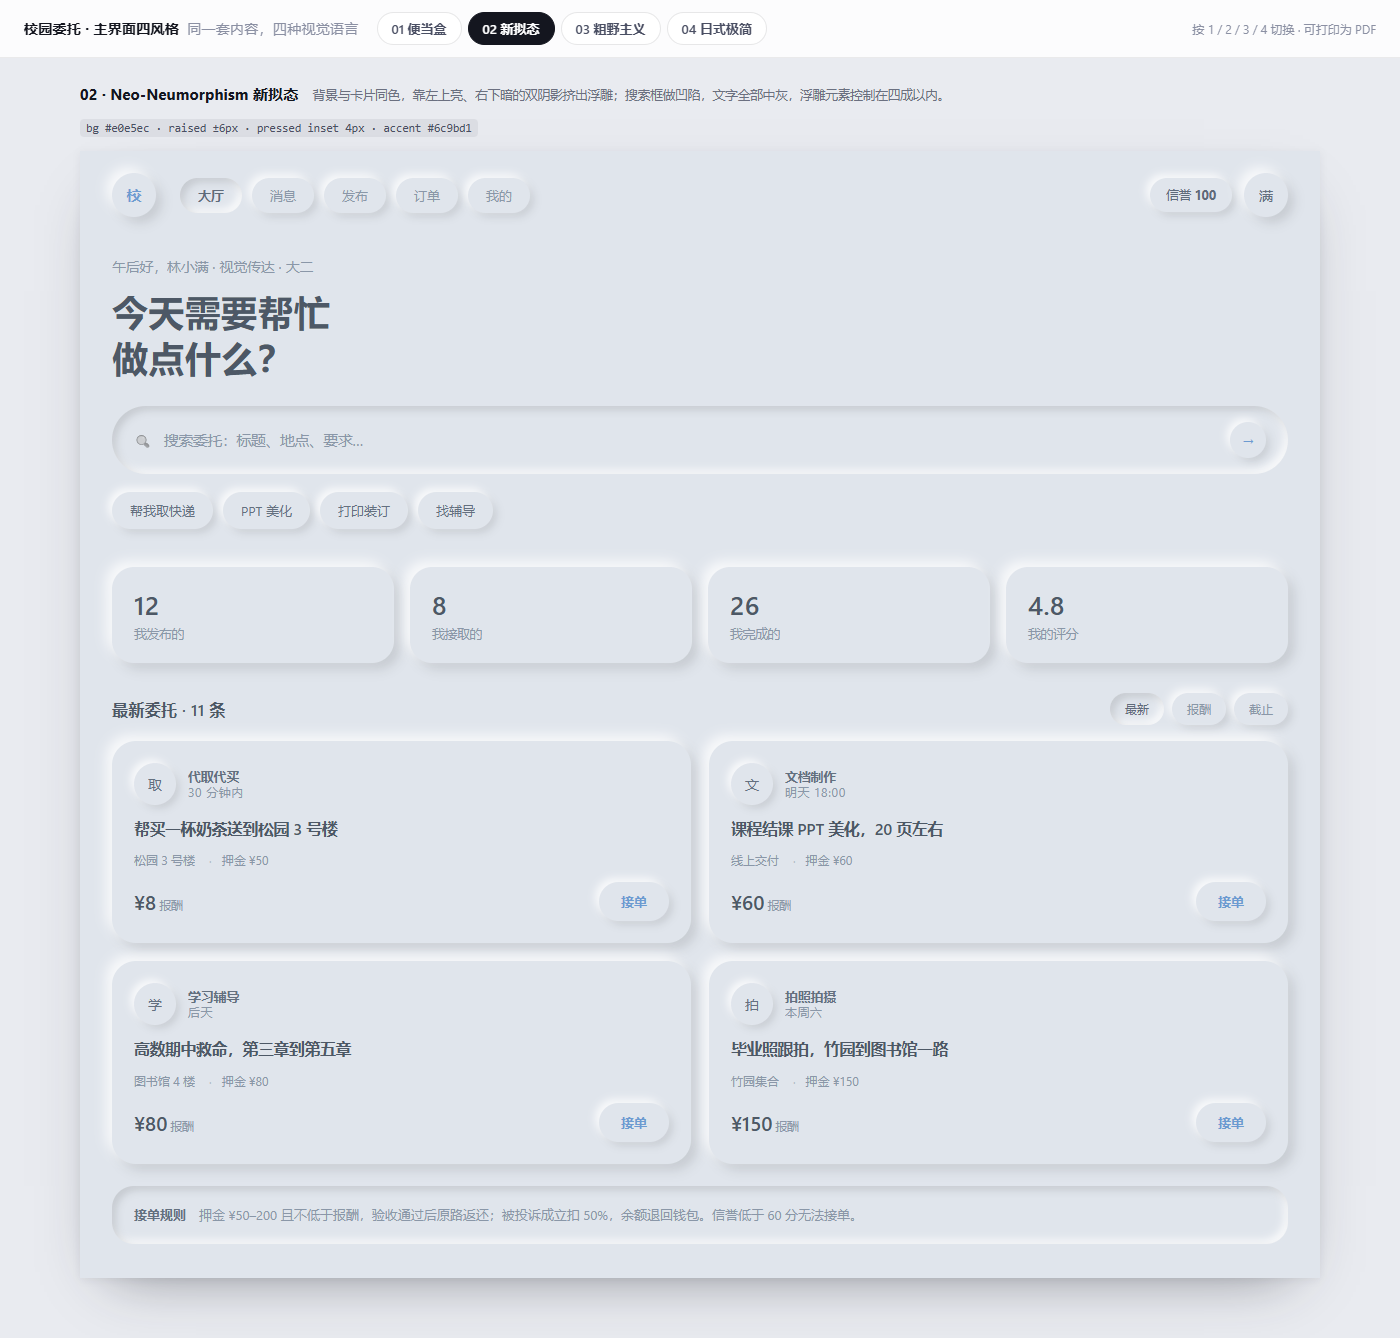 校园委托 · 主界面四风格 同一套内容，四种视觉语言 01 便当盒 02 新拟态 03 粗野主义 04 日式极简 按 1 / 2 / 3 / 4 切换 · 可打印为 PDF
02 · Neo-Neumorphism 新拟态 背景与卡片同色，靠左上亮、右下暗的双阴影挤出浮雕；搜索框做凹陷，文字全部中灰，浮雕元素控制在四成以内。
bg #e0e5ec · raised ±6px · pressed inset 4px · accent #6c9bd1
校 大厅 消息 发布 订单 我的 信誉 100 满
午后好，林小满 · 视觉传达 · 大二
今天需要帮忙
做点什么？
搜索委托：标题、地点、要求... →
帮我取快递 PPT 美化 打印装订 找辅导
12 8 26 4.8
我发布的 我接取的 我完成的 我的评分
最新委托 · 11 条 最新 报酬 截止
取 代取代买
30 分钟内
帮买一杯奶茶送到松园 3 号楼
松园 3 号楼 · 押金 ¥50
¥8 报酬 接单
文 文档制作
明天 18:00
课程结课 PPT 美化，20 页左右
线上交付 · 押金 ¥60
¥60 报酬 接单
学 学习辅导
后天
高数期中救命，第三章到第五章
图书馆 4 楼 · 押金 ¥80
¥80 报酬 接单
拍 拍照拍摄
本周六
毕业照跟拍，竹园到图书馆一路
竹园集合 · 押金 ¥150
¥150 报酬 接单
接单规则 押金 ¥50–200 且不低于报酬，验收通过后原路返还；被投诉成立扣 50%，余额退回钱包。信誉低于 60 分无法接单。